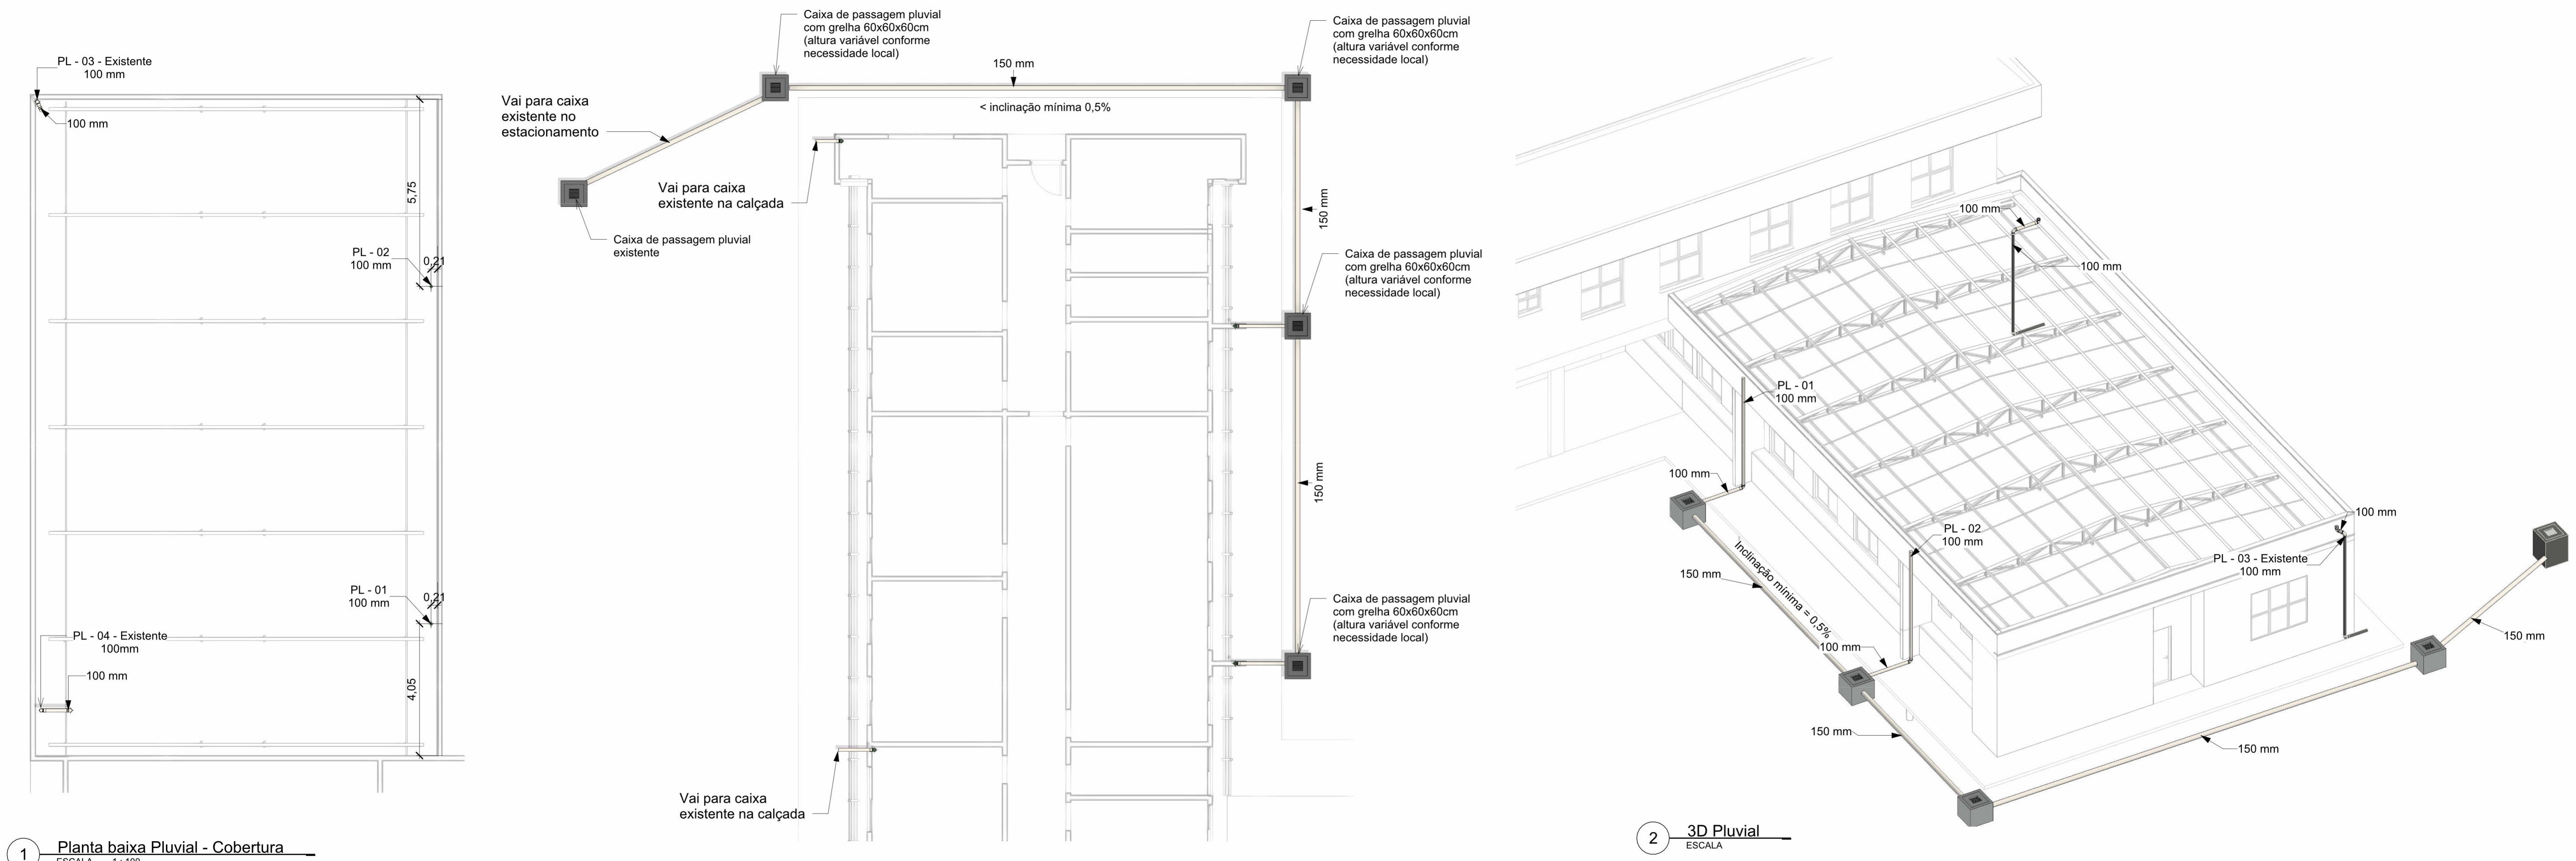 PL - 03 - Existente
100 mm
100 mm
5,75
PL - 02
100 mm
0,21
PL - 01
100 mm
0,21
PL - 04 - Existente
100mm
100 mm
4,05
1
Planta baixa Pluvial - Cobertura
ESCALA 1 : 100
Caixa de passagem pluvial
com grelha 60x60x60cm
(altura variável conforme
necessidade local)
150 mm
Caixa de passagem pluvial
com grelha 60x60x60cm
(altura variável conforme
necessidade local)
Vai para caixa
existente no
estacionamento
< inclinação mínima 0,5%
Vai para caixa
existente na calçada
150 mm
Caixa de passagem pluvial
existente
Caixa de passagem pluvial
com grelha 60x60x60cm
(altura variável conforme
necessidade local)
150 mm
Caixa de passagem pluvial
com grelha 60x60x60cm
(altura variável conforme
necessidade local)
Vai para caixa
existente na calçada
100 mm
100 mm
PL - 01
100 mm
100 mm
100 mm
PL - 02
100 mm
PL - 03 - Existente
100 mm
Inclinação mínima = 0,5%
150 mm
100 mm
150 mm
150 mm
150 mm
2
3D Pluvial
ESCALA